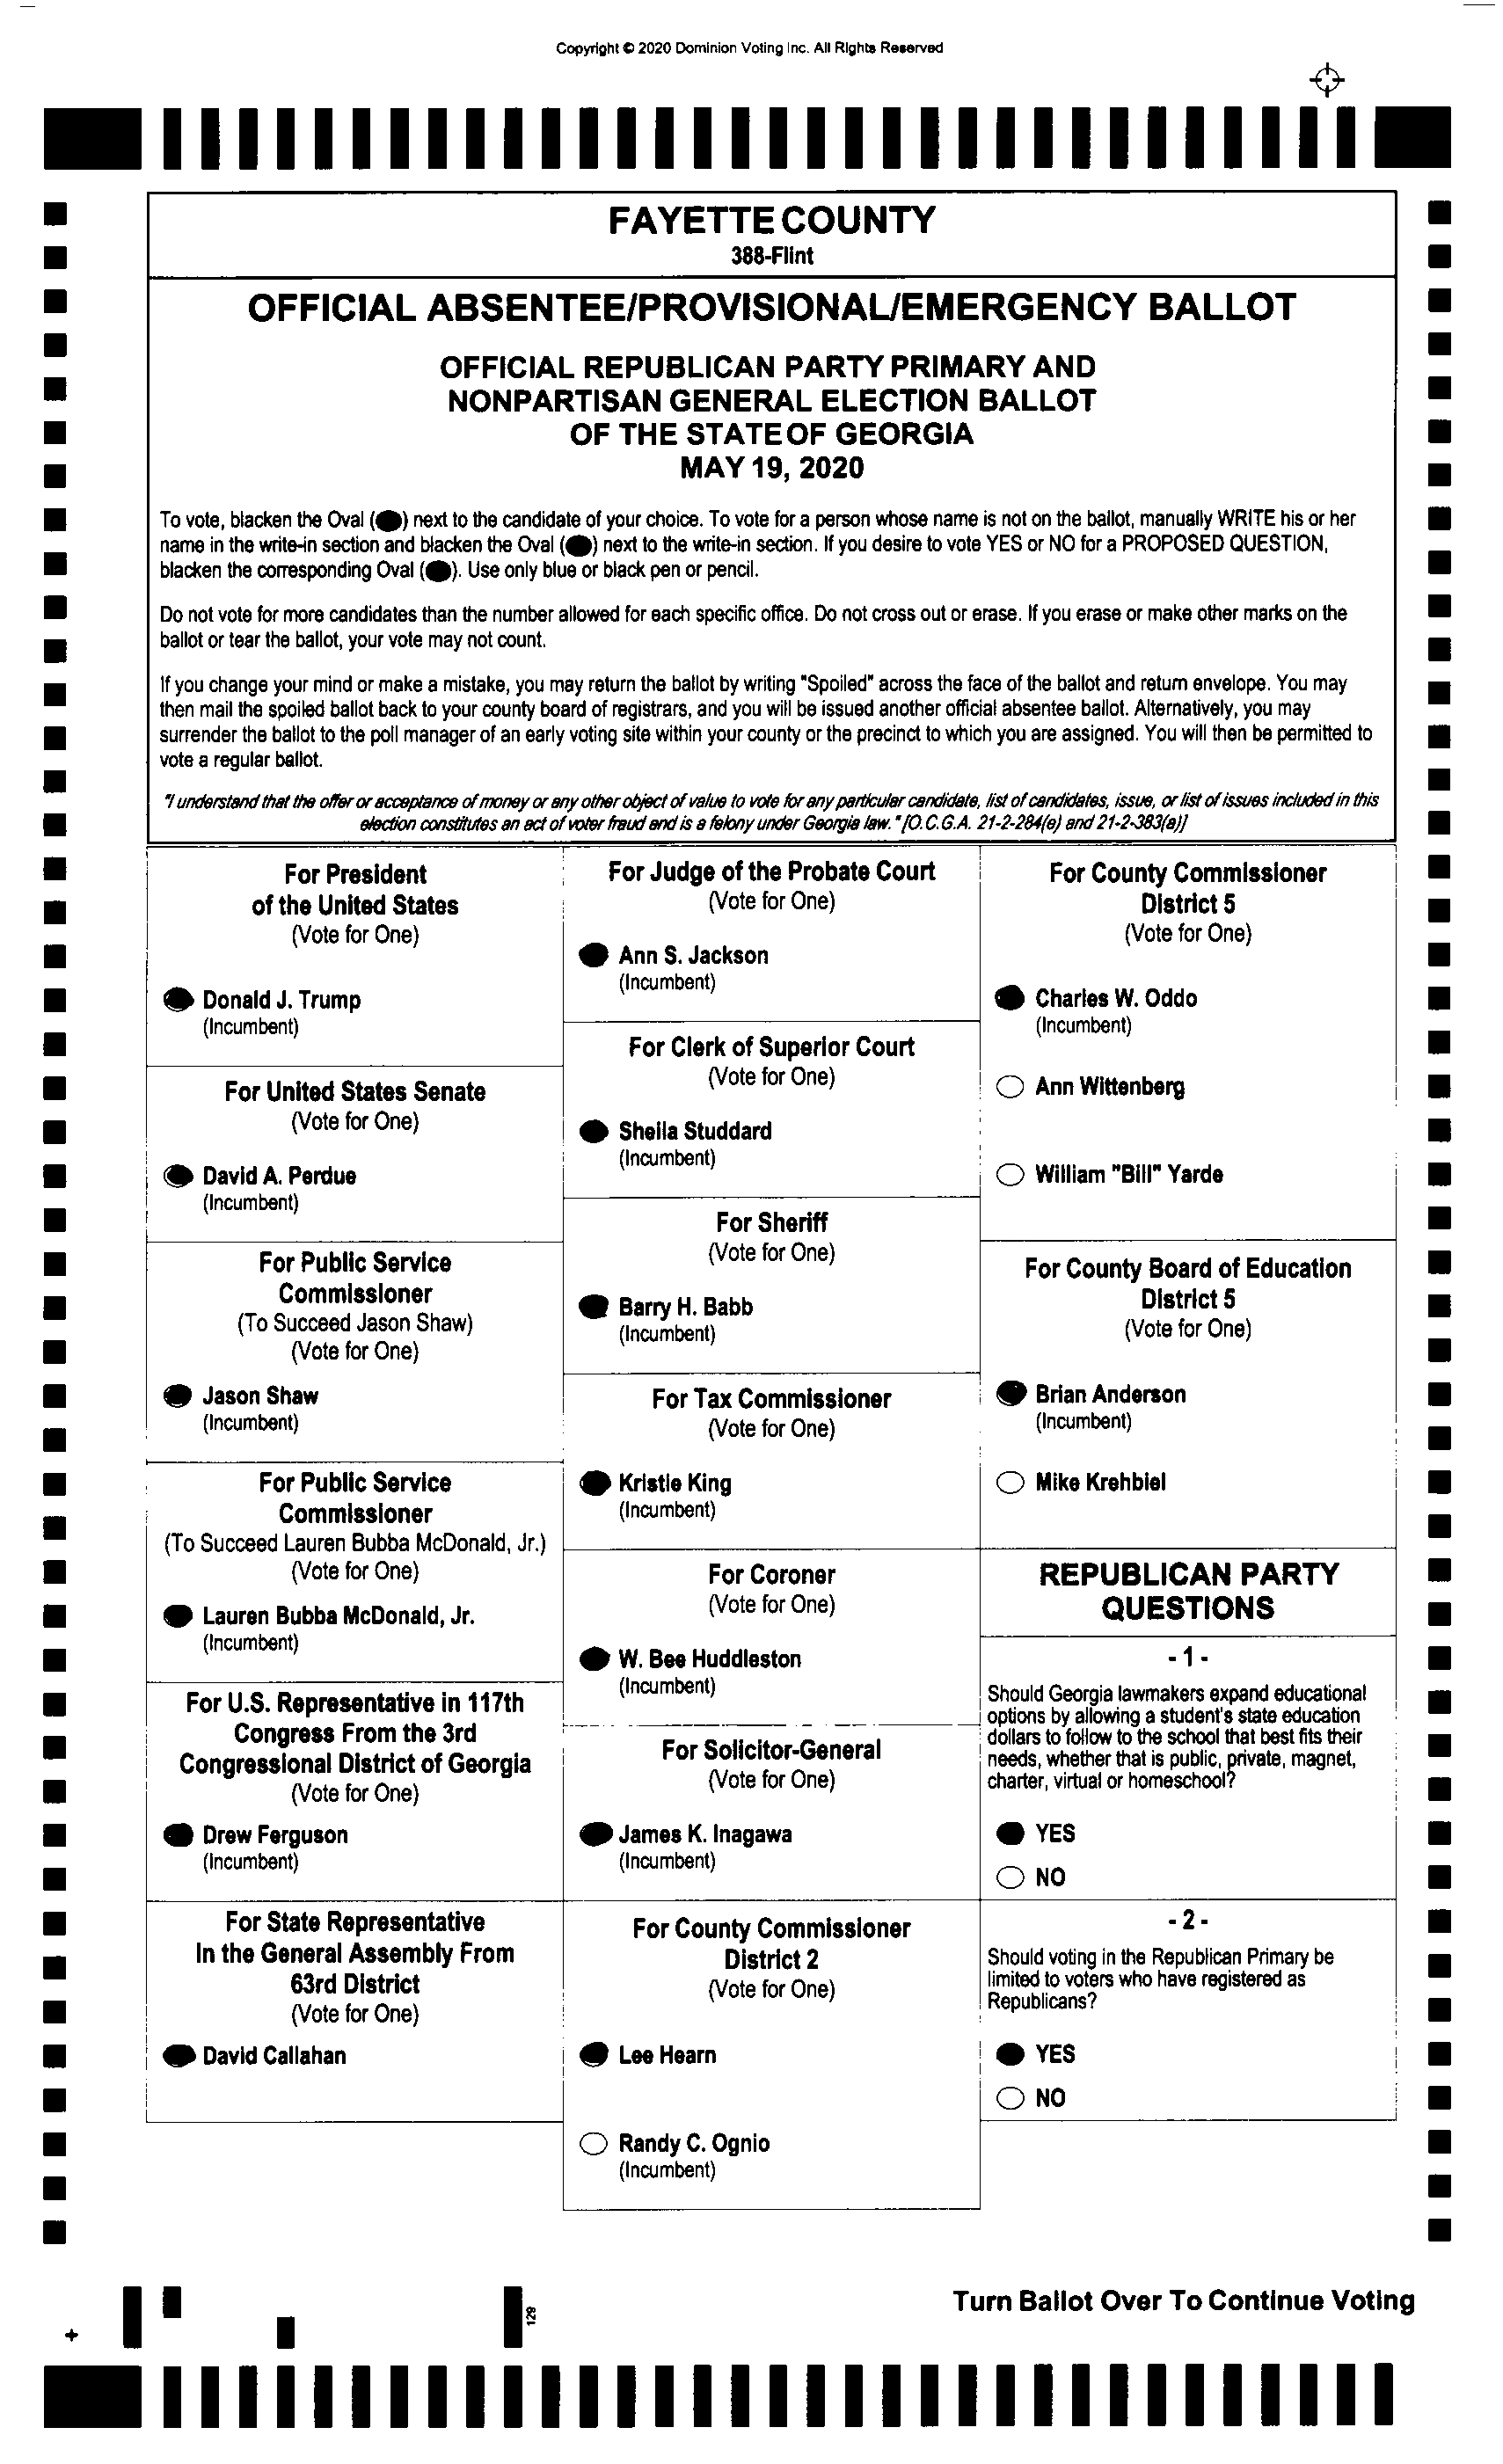 Copyright © 2020 Dominion Voting Inc. All Rights Reserved
FAYETTE COUNTY
388-Flint
OFFICIAL ABSENTEE/PROVISIONAL/EMERGENCY BALLOT
OFFICIAL REPUBLICAN PARTY PRIMARY AND
NONPARTISAN GENERAL ELECTION BALLOT
OF THE STATE OF GEORGIA
MAY 19, 2020
To vote, blacken the Oval (⬬) next to the candidate of your choice. To vote for a person whose name is not on the ballot, manually WRITE his or her
name in the write-in section and blacken the Oval (⬬) next to the write-in section. If you desire to vote YES or NO for a PROPOSED QUESTION,
blacken the corresponding Oval (⬬). Use only blue or black pen or pencil.
Do not vote for more candidates than the number allowed for each specific office. Do not cross out or erase. If you erase or make other marks on the
ballot or tear the ballot, your vote may not count.
If you change your mind or make a mistake, you may return the ballot by writing "Spoiled" across the face of the ballot and return envelope. You may
then mail the spoiled ballot back to your county board of registrars, and you will be issued another official absentee ballot. Alternatively, you may
surrender the ballot to the poll manager of an early voting site within your county or the precinct to which you are assigned. You will then be permitted to
vote a regular ballot.
"I understand that the offer or acceptance of money or any other object of value to vote for any particular candidate, list of candidates, issue, or list of issues included in this
election constitutes an act of voter fraud and is a felony under Georgia law." [O.C.G.A. 21-2-284(e) and 21-2-383(a)]
For President
of the United States
(Vote for One)
Donald J. Trump
(Incumbent)
For United States Senate
(Vote for One)
David A. Perdue
(Incumbent)
For Public Service
Commissioner
(To Succeed Jason Shaw)
(Vote for One)
Jason Shaw
(Incumbent)
For Public Service
Commissioner
(To Succeed Lauren Bubba McDonald, Jr.)
(Vote for One)
Lauren Bubba McDonald, Jr.
(Incumbent)
For U.S. Representative in 117th
Congress From the 3rd
Congressional District of Georgia
(Vote for One)
Drew Ferguson
(Incumbent)
For State Representative
In the General Assembly From
63rd District
(Vote for One)
David Callahan
For Judge of the Probate Court
(Vote for One)
Ann S. Jackson
(Incumbent)
For Clerk of Superior Court
(Vote for One)
Sheila Studdard
(Incumbent)
For Sheriff
(Vote for One)
Barry H. Babb
(Incumbent)
For Tax Commissioner
(Vote for One)
Kristie King
(Incumbent)
For Coroner
(Vote for One)
W. Bee Huddleston
(Incumbent)
For Solicitor-General
(Vote for One)
James K. Inagawa
(Incumbent)
For County Commissioner
District 2
(Vote for One)
Lee Hearn
Randy C. Ognio
(Incumbent)
For County Commissioner
District 5
(Vote for One)
Charles W. Oddo
(Incumbent)
Ann Wittenberg
William "Bill" Yarde
For County Board of Education
District 5
(Vote for One)
Brian Anderson
(Incumbent)
Mike Krehbiel
REPUBLICAN PARTY
QUESTIONS
- 1 -
Should Georgia lawmakers expand educational
options by allowing a student's state education
dollars to follow to the school that best fits their
needs, whether that is public, private, magnet,
charter, virtual or homeschool?
YES
NO
- 2 -
Should voting in the Republican Primary be
limited to voters who have registered as
Republicans?
YES
NO
Turn Ballot Over To Continue Voting
129